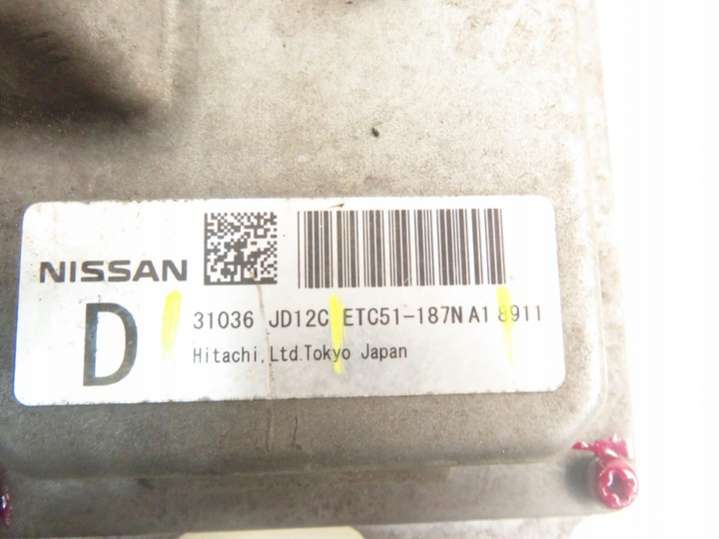 NISSAN
D
31036 JD12C ETC51-187N A1 8911
Hitachi,Ltd.Tokyo Japan